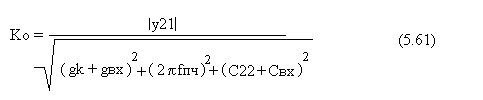 Ko = |y21| / √((gk + gвх)² + (2πfпч)² + (C22 + Cвх)²) (5.61)